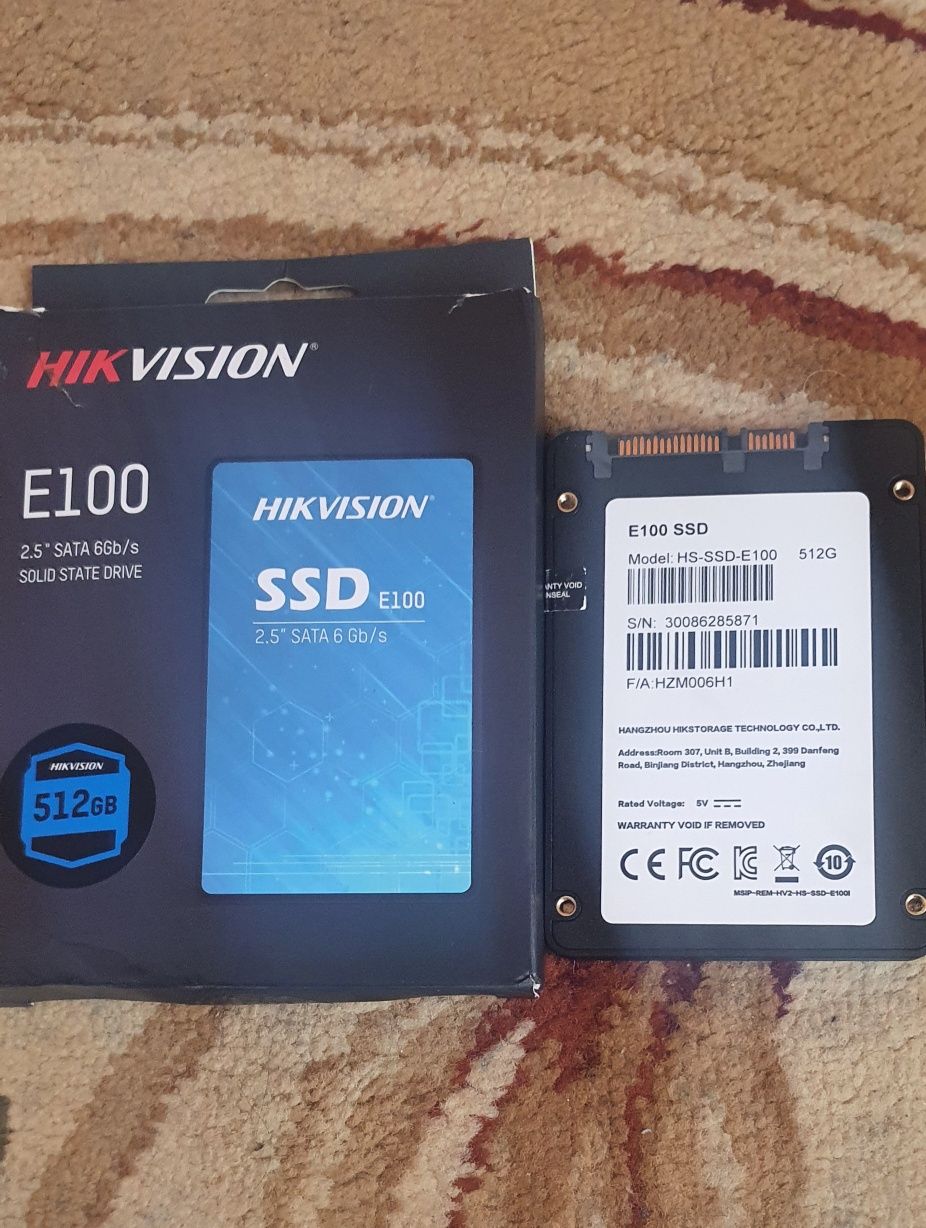 HIKVISION®
E100
2.5" SATA 6Gb/s
SOLID STATE DRIVE
HIKVISION®
SSD E100
2.5" SATA 6 Gb/s
HIKVISION
512GB
E100 SSD
Model: HS-SSD-E100 512G
S/N: 30086285871
F/A:HZM006H1
HANGZHOU HIKSTORAGE TECHNOLOGY CO.,LTD.
Address:Room 307, Unit B, Building 2, 399 Danfeng
Road, Binjiang District, Hangzhou, Zhejiang
Rated Voltage: 5V
WARRANTY VOID IF REMOVED
CE FC 10
MSIP-REM-HV2-HS-SSD-E100I
NTY VOID
NSEAL